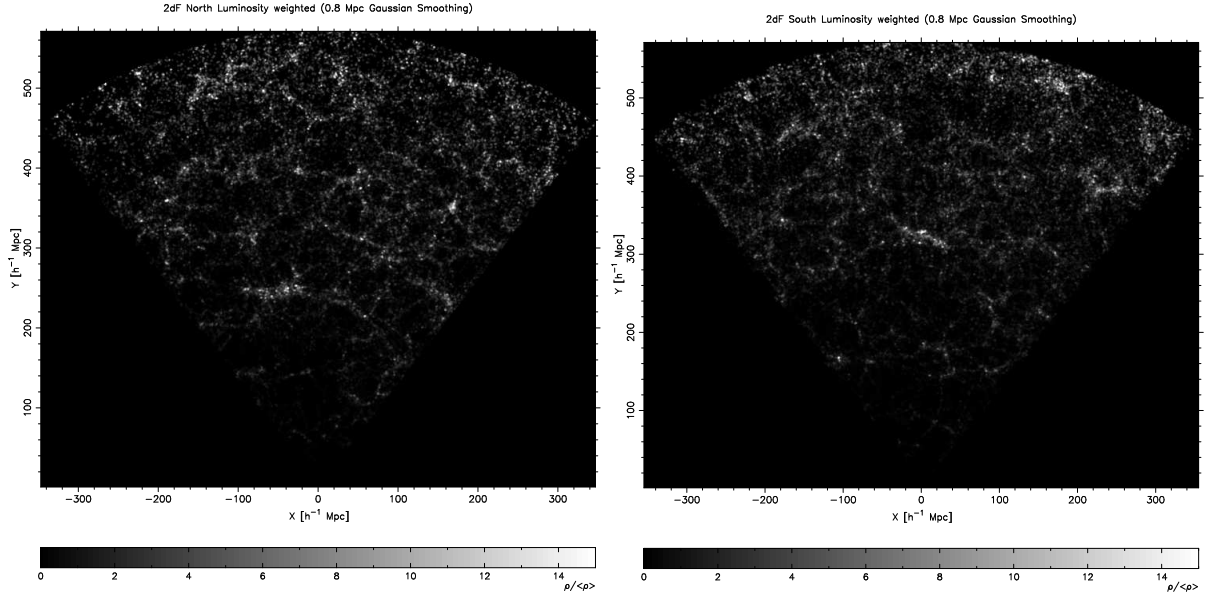 2dF North Luminosity weighted (0.8 Mpc Gaussian Smoothing)
500
400
300
200
100
Y [h⁻¹ Mpc]
−300 −200 −100 0 100 200 300
X [h⁻¹ Mpc]
0 2 4 6 8 10 12 14
ρ/<ρ>
2dF South Luminosity weighted (0.8 Mpc Gaussian Smoothing)
500
400
300
200
100
Y [h⁻¹ Mpc]
−300 −200 −100 0 100 200 300
X [h⁻¹ Mpc]
0 2 4 6 8 10 12 14
ρ/<ρ>